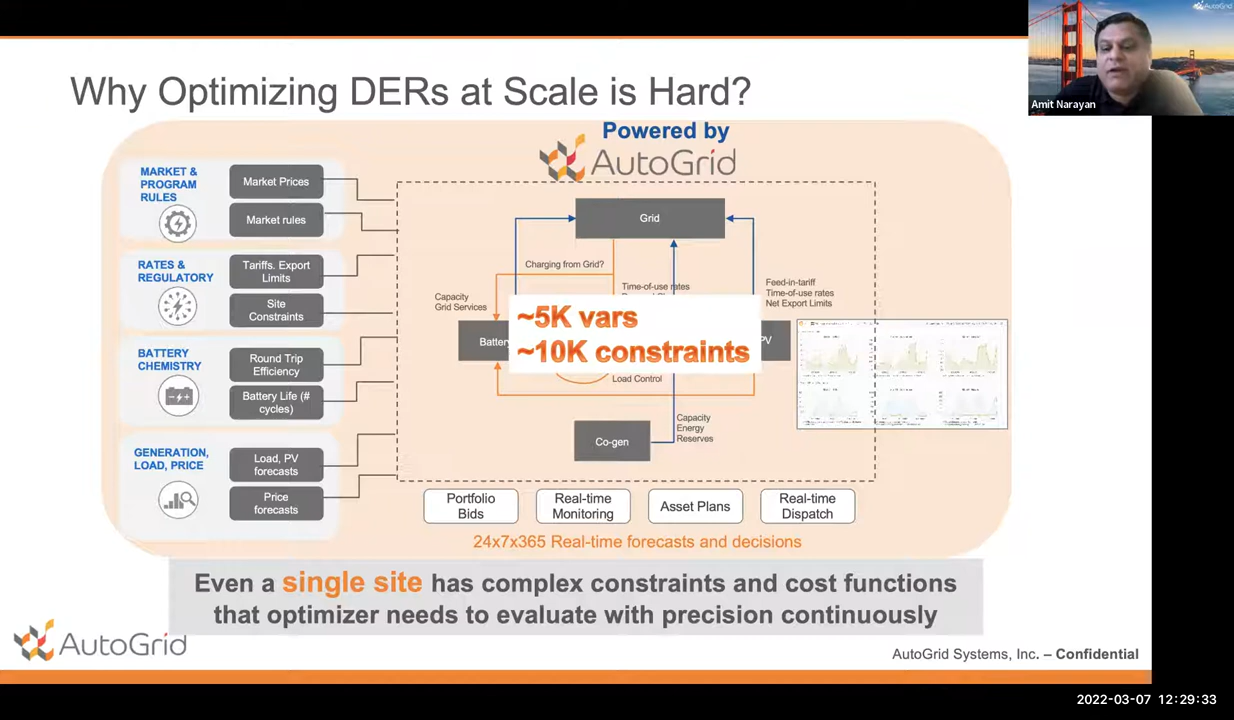 AutoGrid
Amit Narayan
Why Optimizing DERs at Scale is Hard?
Powered by
AutoGrid
MARKET &
PROGRAM
RULES
Market Prices
Market rules
RATES &
REGULATORY
Tariffs. Export
Limits
Site
Constraints
BATTERY
CHEMISTRY
Round Trip
Efficiency
Battery Life (#
cycles)
GENERATION,
LOAD, PRICE
Load, PV
forecasts
Price
forecasts
Grid
Charging from Grid?
Time-of-use rates
Feed-in-tariff
Time-of-use rates
Net Export Limits
Capacity
Grid Services
~5K vars
~10K constraints
Battery
PV
Load Control
Co-gen
Capacity
Energy
Reserves
Portfolio
Bids
Real-time
Monitoring
Asset Plans
Real-time
Dispatch
24x7x365 Real-time forecasts and decisions
Even a single site has complex constraints and cost functions
that optimizer needs to evaluate with precision continuously
AutoGrid
AutoGrid Systems, Inc. – Confidential
2022-03-07 12:29:33